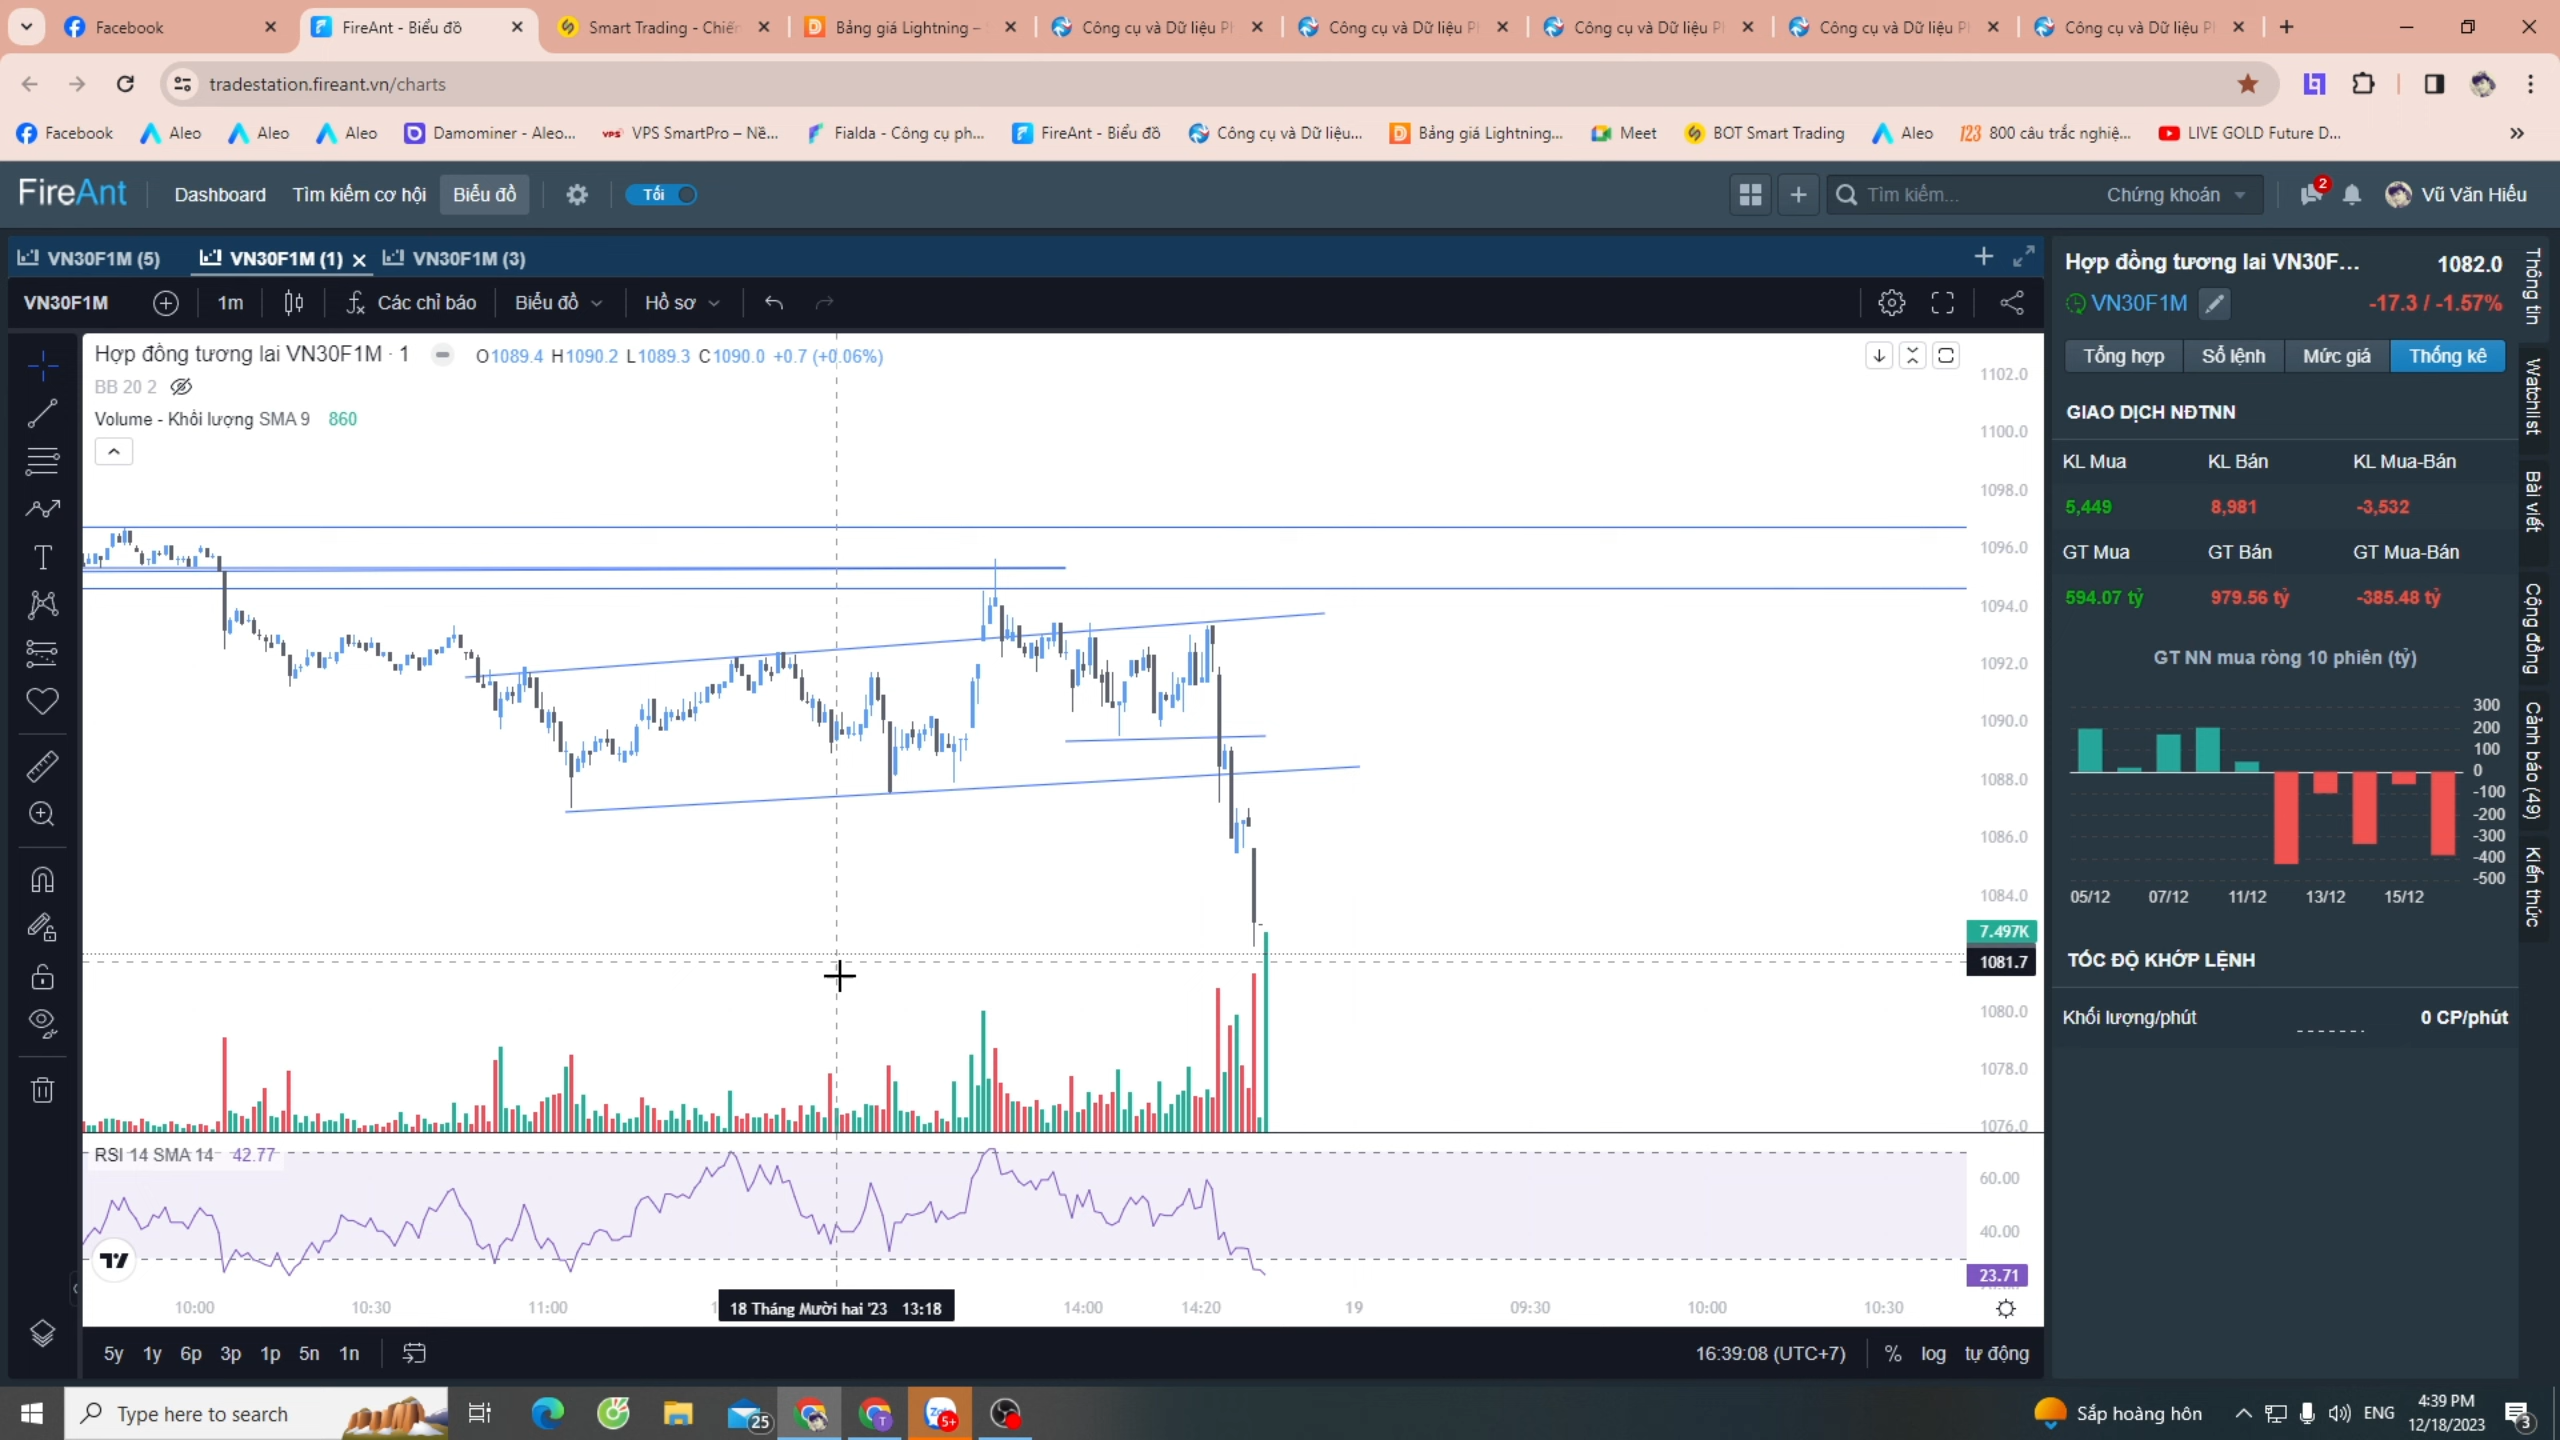 Facebook
FireAnt - Biểu đồ
Smart Trading - Chiến
Bảng giá Lightning –
Công cụ và Dữ liệu Ph
Công cụ và Dữ liệu Ph
Công cụ và Dữ liệu Ph
Công cụ và Dữ liệu Ph
Công cụ và Dữ liệu Ph
tradestation.fireant.vn/charts
Facebook
Aleo
Aleo
Aleo
Damominer - Aleo...
VPS SmartPro – Nề...
Fialda - Công cụ ph...
FireAnt - Biểu đồ
Công cụ và Dữ liệu...
Bảng giá Lightning...
Meet
BOT Smart Trading
Aleo
123 800 câu trắc nghiệ...
LIVE GOLD Future D...
FireAnt
Dashboard
Tìm kiếm cơ hội
Biểu đồ
Tối
Tìm kiếm...
Chứng khoán
2
Vũ Văn Hiếu
VN30F1M (5)
VN30F1M (1)
VN30F1M (3)
VN30F1M
1m
Các chỉ báo
Biểu đồ
Hồ sơ
Hợp đồng tương lai VN30F1M · 1
O1089.4 H1090.2 L1089.3 C1090.0 +0.7 (+0.06%)
BB 20 2
Volume - Khối lượng SMA 9 860
1102.0
1100.0
1098.0
1096.0
1094.0
1092.0
1090.0
1088.0
1086.0
1084.0
7.497K
1081.7
1080.0
1078.0
1076.0
RSI 14 SMA 14 42.77
60.00
40.00
23.71
10:00
10:30
11:00
18 Tháng Mười hai '23 13:18
14:00
14:20
19
09:30
10:00
10:30
5y
1y
6p
3p
1p
5n
1n
16:39:08 (UTC+7)
%
log
tự động
Hợp đồng tương lai VN30F...
1082.0
VN30F1M
-17.3 / -1.57%
Tổng hợp
Sổ lệnh
Mức giá
Thống kê
GIAO DỊCH NĐTNN
KL Mua
KL Bán
KL Mua-Bán
5,449
8,981
-3,532
GT Mua
GT Bán
GT Mua-Bán
594.07 tỷ
979.56 tỷ
-385.48 tỷ
GT NN mua ròng 10 phiên (tỷ)
300
200
100
0
-100
-200
-300
-400
-500
05/12
07/12
11/12
13/12
15/12
TỐC ĐỘ KHỚP LỆNH
Khối lượng/phút
0 CP/phút
Thông tin
Watchlist
Bài viết
Cộng đồng
Cảnh báo (49)
Kiến thức
Type here to search
25
5+
Sắp hoàng hôn
ENG
4:39 PM
12/18/2023
3